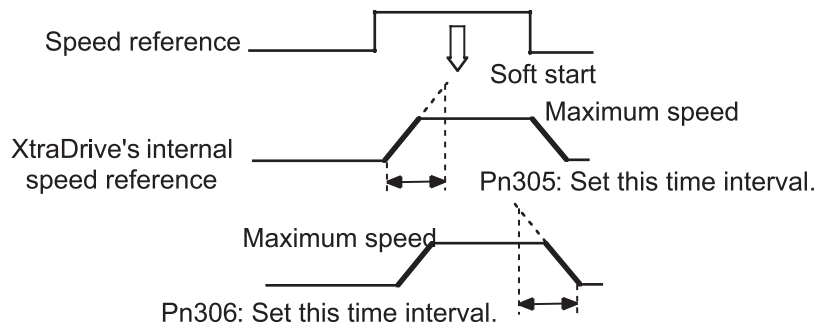 Speed reference
Soft start
Maximum speed
XtraDrive's internal
speed reference
Pn305: Set this time interval.
Maximum speed
Pn306: Set this time interval.